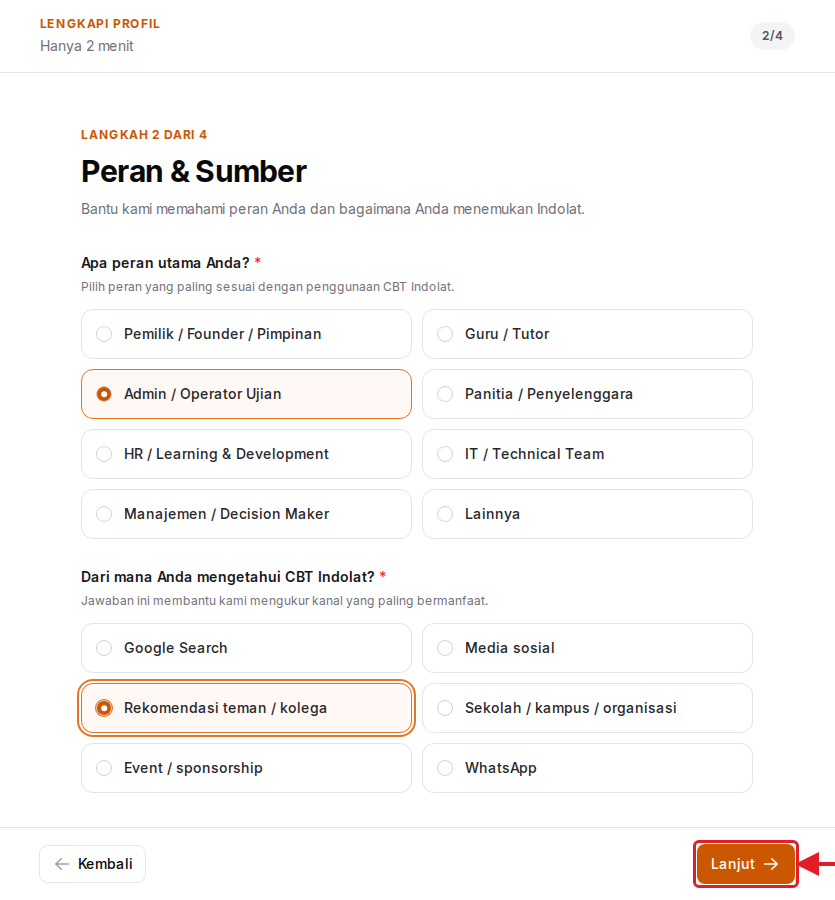 LENGKAPI PROFIL
Hanya 2 menit
2/4
LANGKAH 2 DARI 4
Peran & Sumber
Bantu kami memahami peran Anda dan bagaimana Anda menemukan Indolat.
Apa peran utama Anda? *
Pilih peran yang paling sesuai dengan penggunaan CBT Indolat.
Pemilik / Founder / Pimpinan
Guru / Tutor
Admin / Operator Ujian
Panitia / Penyelenggara
HR / Learning & Development
IT / Technical Team
Manajemen / Decision Maker
Lainnya
Dari mana Anda mengetahui CBT Indolat? *
Jawaban ini membantu kami mengukur kanal yang paling bermanfaat.
Google Search
Media sosial
Rekomendasi teman / kolega
Sekolah / kampus / organisasi
Event / sponsorship
WhatsApp
← Kembali
Lanjut →